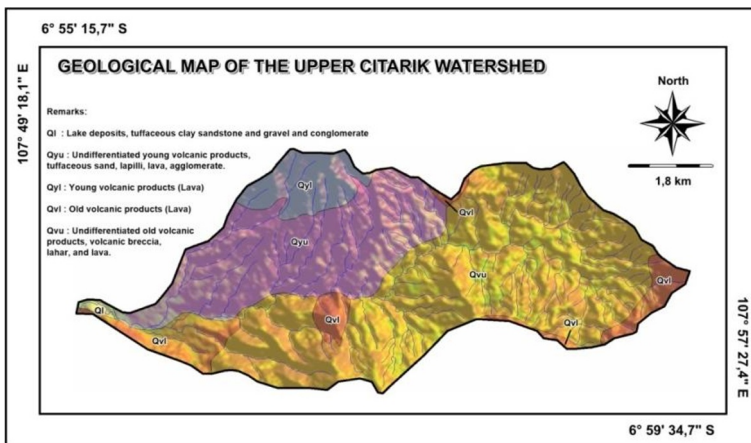 6° 55' 15,7" S
107° 49' 18,1" E
GEOLOGICAL MAP OF THE UPPER CITARIK WATERSHED
North
Remarks:
Ql : Lake deposits, tuffaceous clay sandstone and gravel and conglomerate
Qyu : Undifferentiated young volcanic products,
tuffaceous sand, lapilli, lava, agglomerate.
Qyl : Young volcanic products (Lava)
Qvl : Old volcanic products (Lava)
Qvu : Undifferentiated old volcanic
products, volcanic breccia,
lahar, and lava.
1,8 km
Qyl
Qvl
Qyu
Qvu
Qvl
Ql
Qvl
Qvl
Qvl
107° 57' 27,4" E
6° 59' 34,7" S